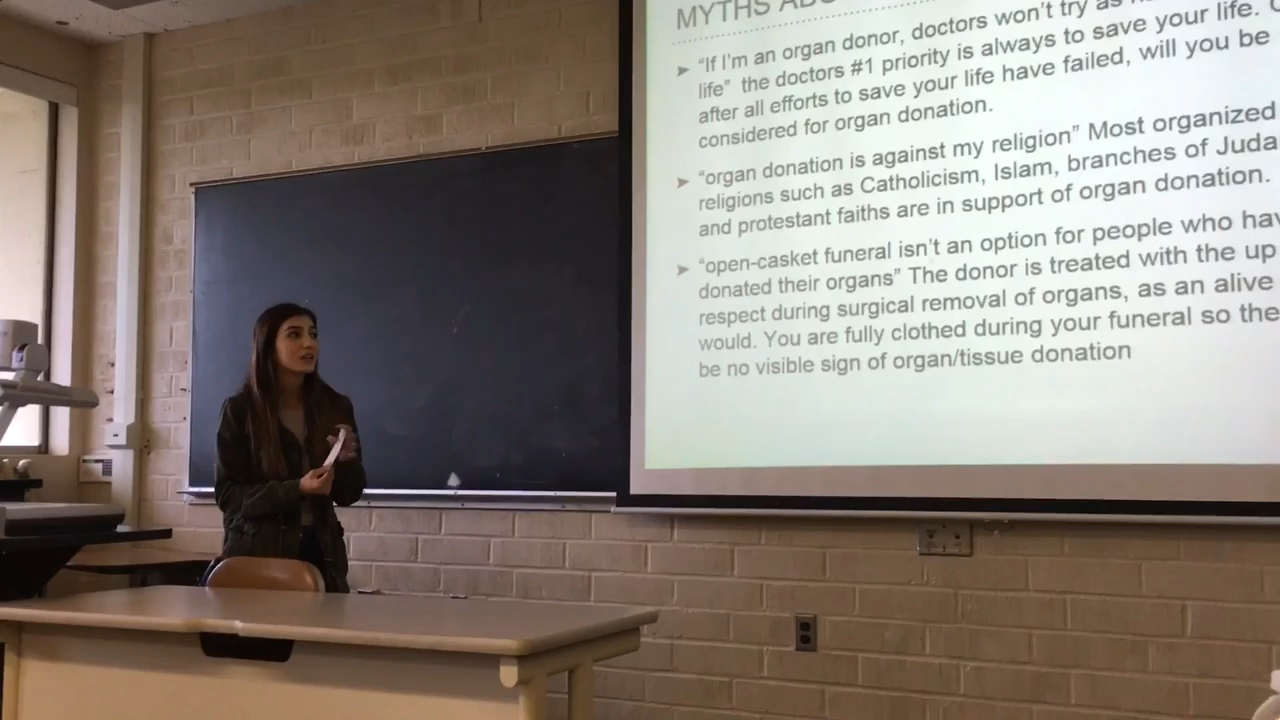 MYTHS
➤ “If I'm an organ donor, doctors won't try as
life” the doctors #1 priority is always to save your life.
after all efforts to save your life have failed, will you be
considered for organ donation.
➤ “organ donation is against my religion” Most organized
religions such as Catholicism, Islam, branches of Juda
and protestant faiths are in support of organ donation.
➤ “open-casket funeral isn't an option for people who hav
donated their organs” The donor is treated with the up
respect during surgical removal of organs, as an alive
would. You are fully clothed during your funeral so the
be no visible sign of organ/tissue donation